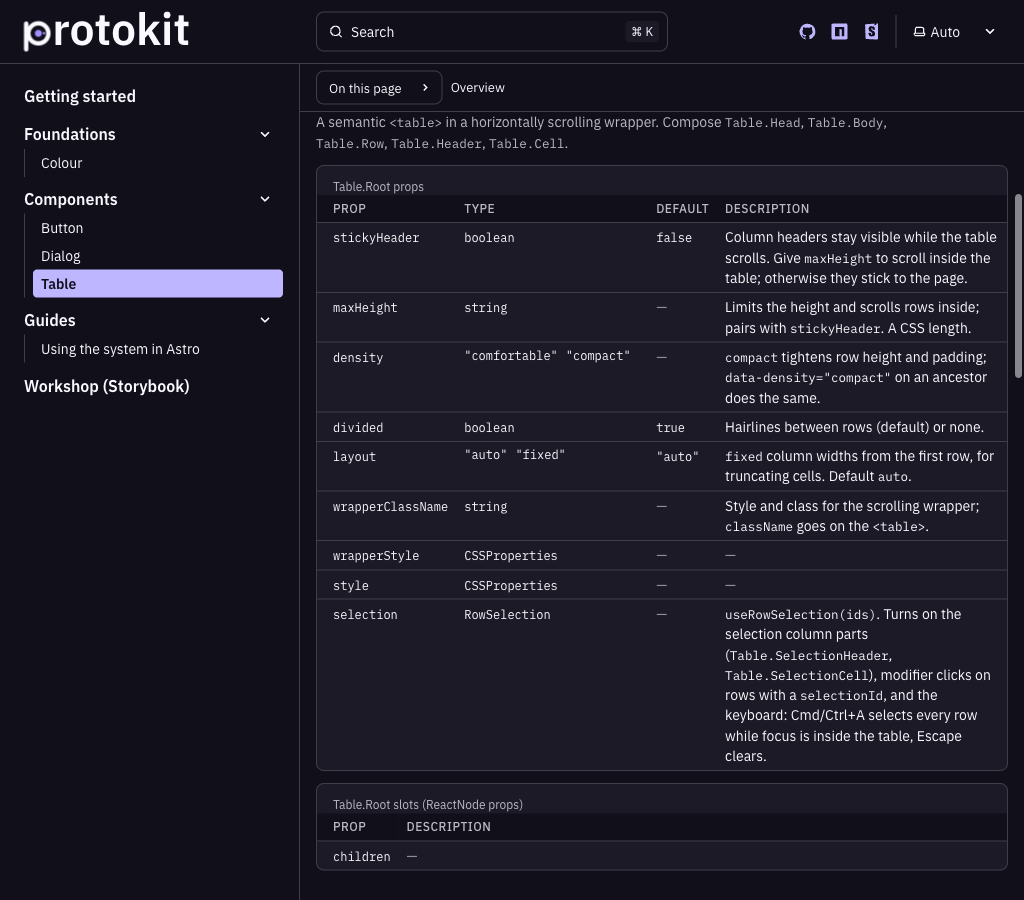 protokit
Search
⌘ K
Auto
Getting started
Foundations
Colour
Components
Button
Dialog
Table
Guides
Using the system in Astro
Workshop (Storybook)
On this page
Overview
A semantic <table> in a horizontally scrolling wrapper. Compose Table.Head, Table.Body,
Table.Row, Table.Header, Table.Cell.
Table.Root props
PROP TYPE DEFAULT DESCRIPTION
stickyHeader boolean false Column headers stay visible while the table
scrolls. Give maxHeight to scroll inside the
table; otherwise they stick to the page.
maxHeight string — Limits the height and scrolls rows inside;
pairs with stickyHeader. A CSS length.
density "comfortable" "compact" — compact tightens row height and padding;
data-density="compact" on an ancestor
does the same.
divided boolean true Hairlines between rows (default) or none.
layout "auto" "fixed" "auto" fixed column widths from the first row, for
truncating cells. Default auto.
wrapperClassName string — Style and class for the scrolling wrapper;
className goes on the <table>.
wrapperStyle CSSProperties — —
style CSSProperties — —
selection RowSelection — useRowSelection(ids). Turns on the
selection column parts
(Table.SelectionHeader,
Table.SelectionCell), modifier clicks on
rows with a selectionId, and the
keyboard: Cmd/Ctrl+A selects every row
while focus is inside the table, Escape
clears.
Table.Root slots (ReactNode props)
PROP DESCRIPTION
children —